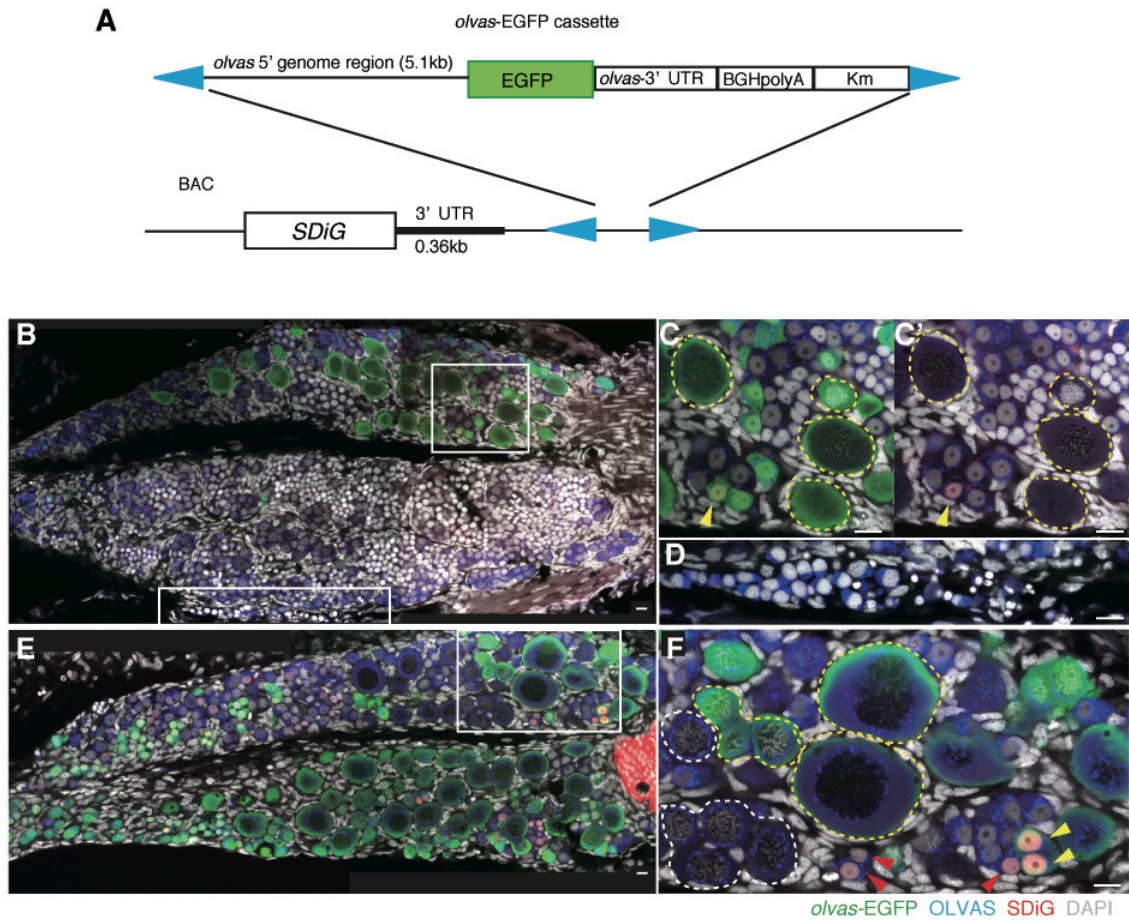 A
olvas-EGFP cassette
olvas 5' genome region (5.1kb)
EGFP
olvas-3' UTR
BGHpolyA
Km
BAC
SDiG
3' UTR
0.36kb
B
C
C'
D
E
F
olvas-EGFP OLVAS SDiG DAPI